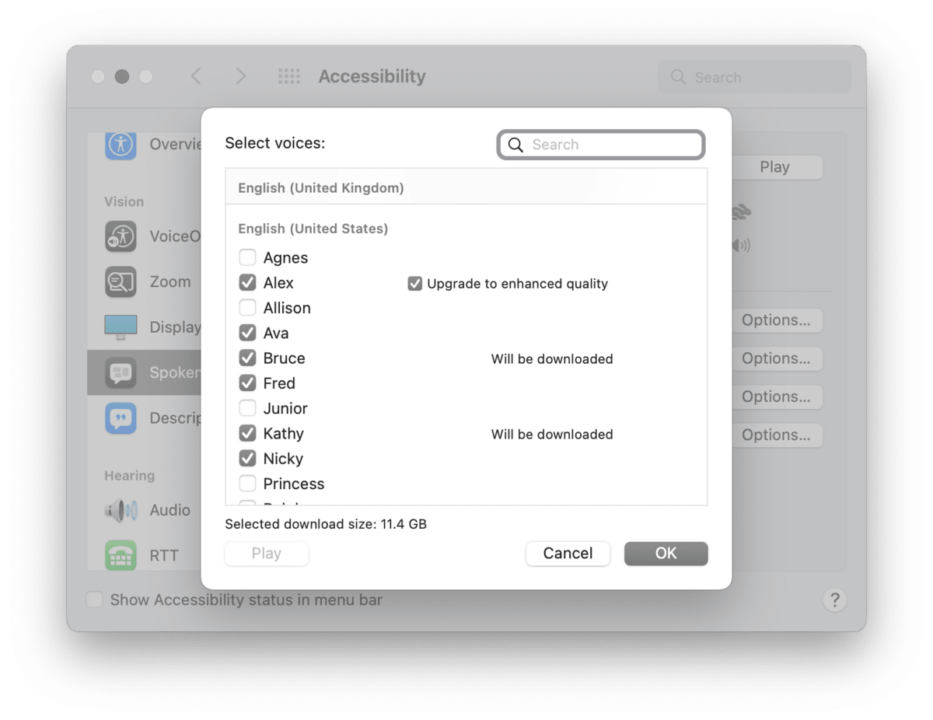 Accessibility
Search
Select voices:
Search
English (United Kingdom)
English (United States)
Agnes
Alex
Upgrade to enhanced quality
Allison
Ava
Bruce
Will be downloaded
Fred
Junior
Kathy
Will be downloaded
Nicky
Princess
Selected download size: 11.4 GB
Play
Cancel
OK
Overvie
Vision
VoiceO
Zoom
Display
Spoken
Descrip
Hearing
Audio
RTT
Play
Options...
Options...
Options...
Options...
Show Accessibility status in menu bar
?